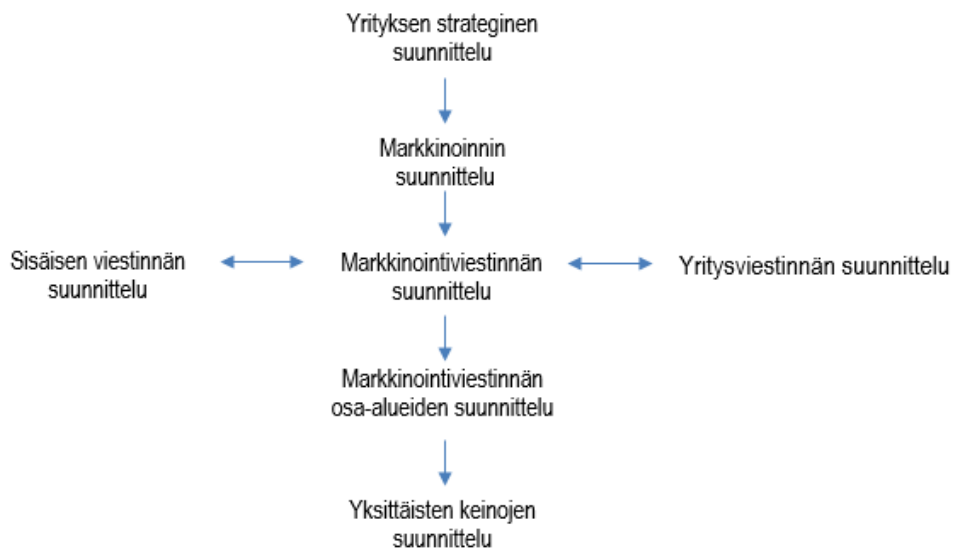 Yrityksen strateginen
suunnittelu
Markkinoinnin
suunnittelu
Sisäisen viestinnän
suunnittelu
Markkinointiviestinnän
suunnittelu
Yritysviestinnän suunnittelu
Markkinointiviestinnän
osa-alueiden suunnittelu
Yksittäisten keinojen
suunnittelu